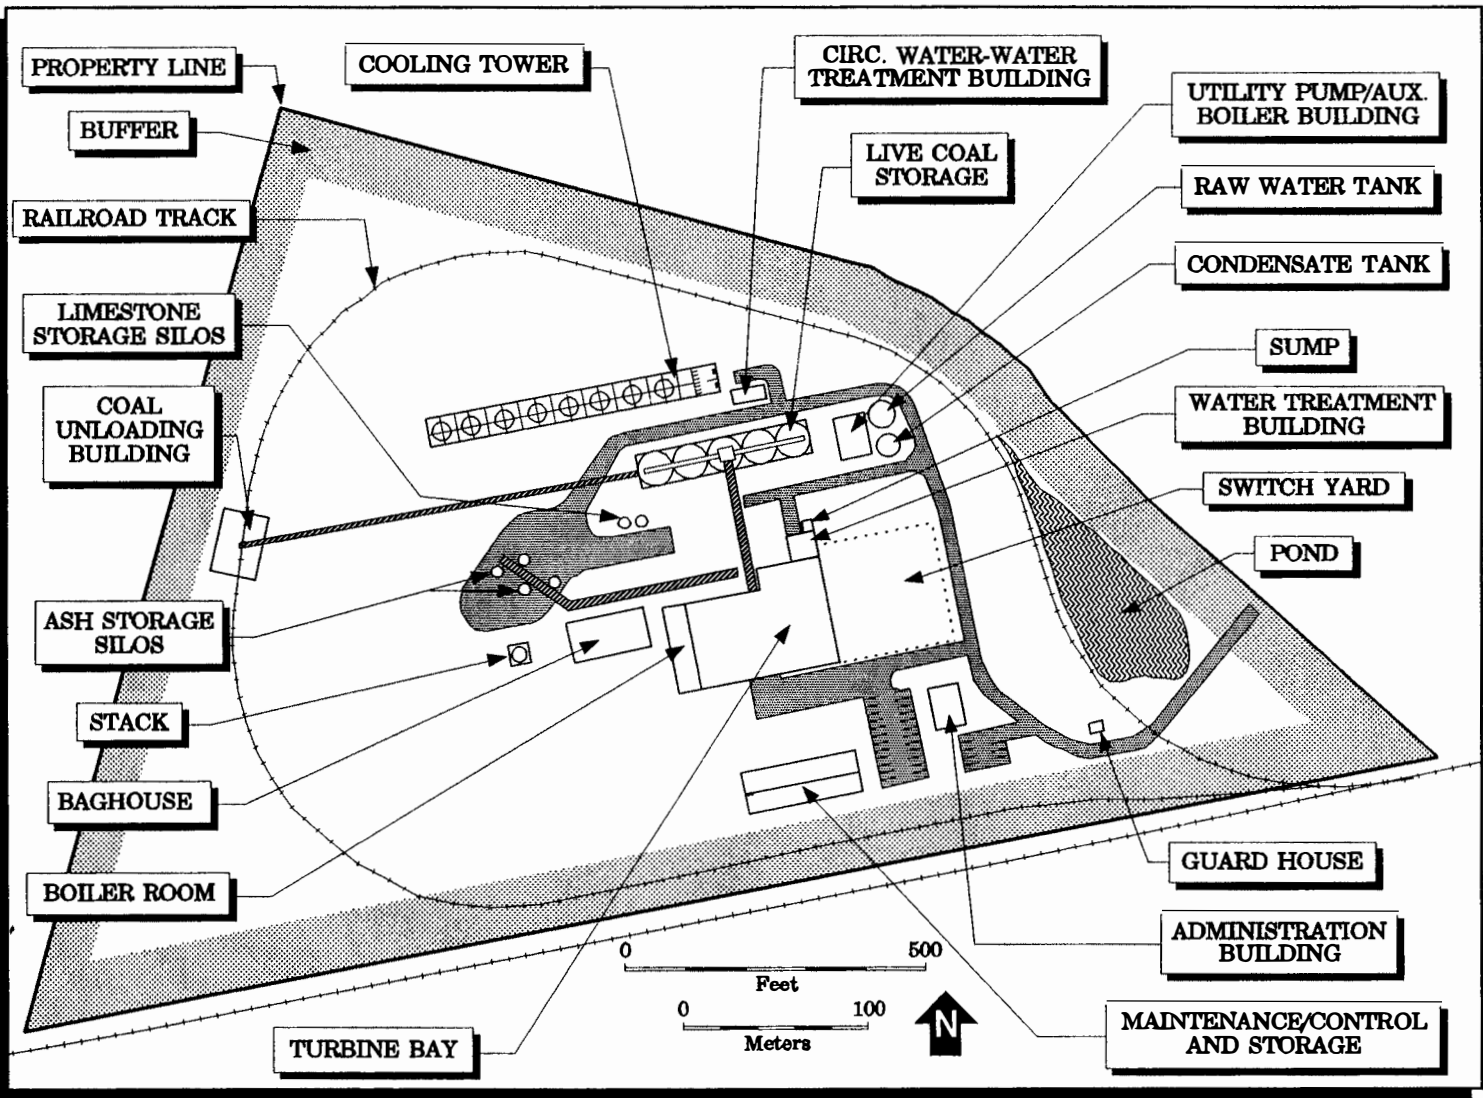 PROPERTY LINE
BUFFER
RAILROAD TRACK
LIMESTONE
STORAGE SILOS
COAL
UNLOADING
BUILDING
ASH STORAGE
SILOS
STACK
BAGHOUSE
BOILER ROOM
TURBINE BAY
COOLING TOWER
CIRC. WATER-WATER
TREATMENT BUILDING
LIVE COAL
STORAGE
UTILITY PUMP/AUX.
BOILER BUILDING
RAW WATER TANK
CONDENSATE TANK
SUMP
WATER TREATMENT
BUILDING
SWITCH YARD
POND
GUARD HOUSE
ADMINISTRATION
BUILDING
MAINTENANCE/CONTROL
AND STORAGE
0 500
Feet
0 100
Meters
N